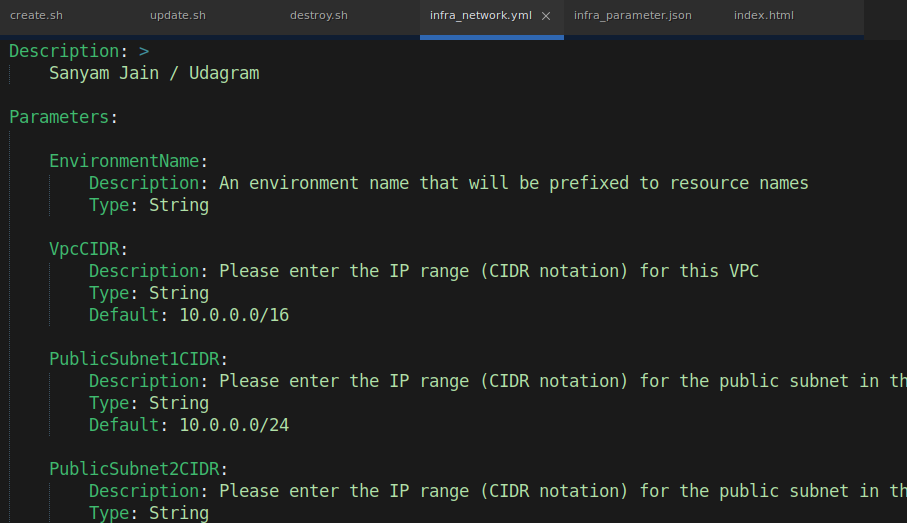 create.sh update.sh destroy.sh infra_network.yml × infra_parameter.json index.html
Description: >
    Sanyam Jain / Udagram
Parameters:
    EnvironmentName:
        Description: An environment name that will be prefixed to resource names
        Type: String
    VpcCIDR:
        Description: Please enter the IP range (CIDR notation) for this VPC
        Type: String
        Default: 10.0.0.0/16
    PublicSubnet1CIDR:
        Description: Please enter the IP range (CIDR notation) for the public subnet in th
        Type: String
        Default: 10.0.0.0/24
    PublicSubnet2CIDR:
        Description: Please enter the IP range (CIDR notation) for the public subnet in th
        Type: String